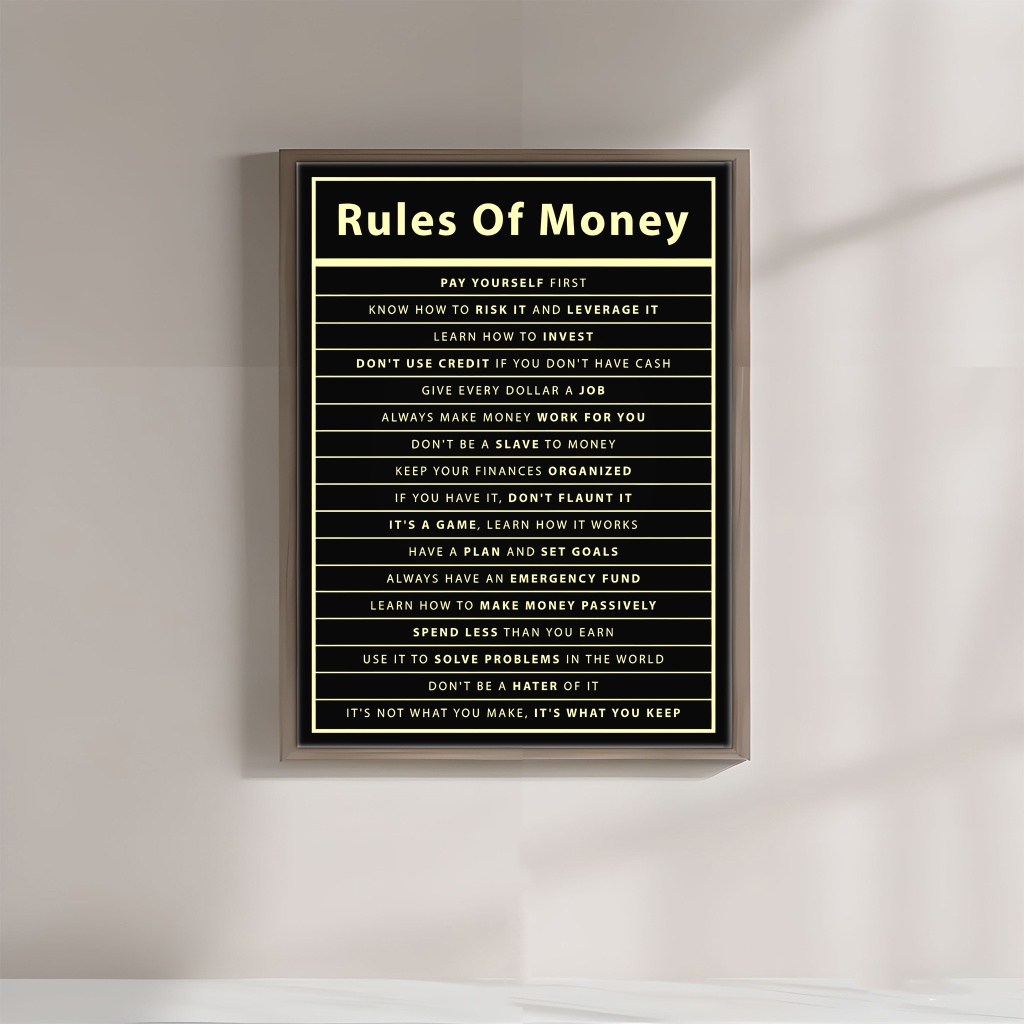 Rules Of Money
PAY YOURSELF FIRST
KNOW HOW TO RISK IT AND LEVERAGE IT
LEARN HOW TO INVEST
DON'T USE CREDIT IF YOU DON'T HAVE CASH
GIVE EVERY DOLLAR A JOB
ALWAYS MAKE MONEY WORK FOR YOU
DON'T BE A SLAVE TO MONEY
KEEP YOUR FINANCES ORGANIZED
IF YOU HAVE IT, DON'T FLAUNT IT
IT'S A GAME, LEARN HOW IT WORKS
HAVE A PLAN AND SET GOALS
ALWAYS HAVE AN EMERGENCY FUND
LEARN HOW TO MAKE MONEY PASSIVELY
SPEND LESS THAN YOU EARN
USE IT TO SOLVE PROBLEMS IN THE WORLD
DON'T BE A HATER OF IT
IT'S NOT WHAT YOU MAKE, IT'S WHAT YOU KEEP